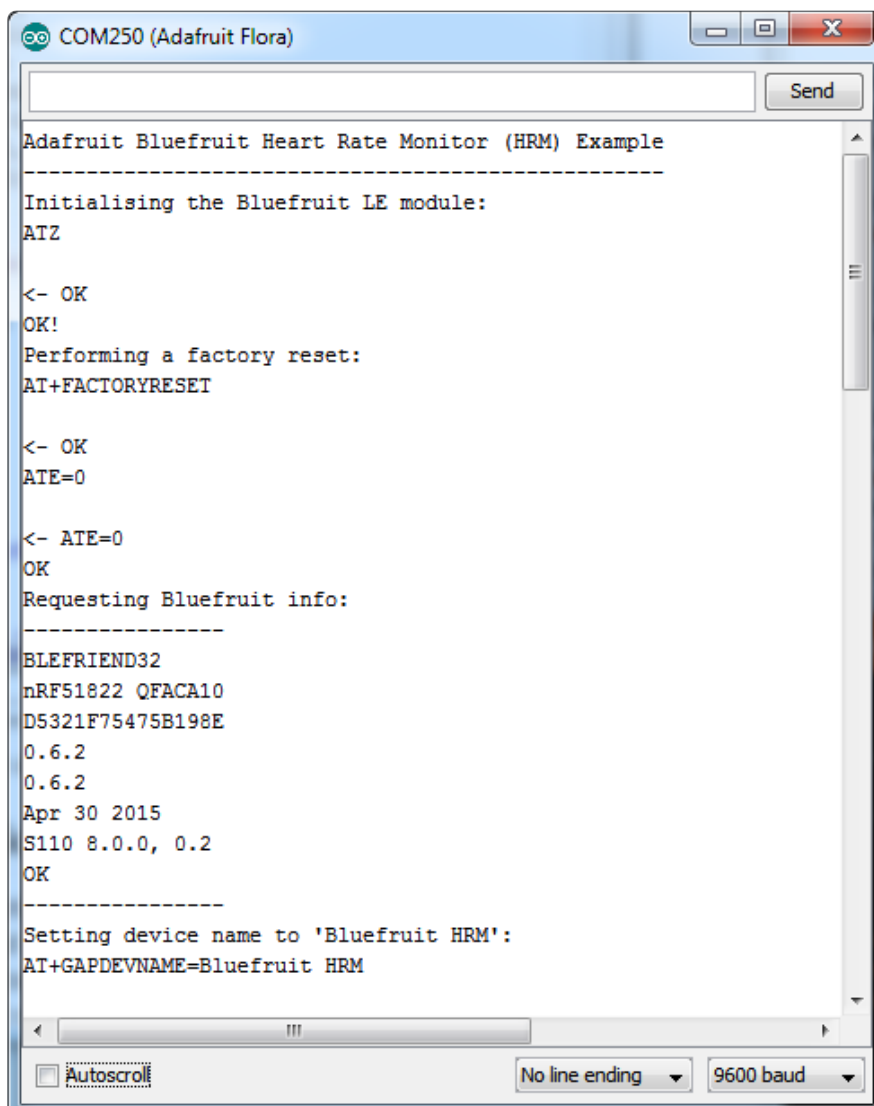 COM250 (Adafruit Flora)
Send
Adafruit Bluefruit Heart Rate Monitor (HRM) Example
-----------------------------------------------------
Initialising the Bluefruit LE module:
ATZ
<- OK
OK!
Performing a factory reset:
AT+FACTORYRESET
<- OK
ATE=0
<- ATE=0
OK
Requesting Bluefruit info:
----------------
BLEFRIEND32
nRF51822 QFACA10
D5321F75475B198E
0.6.2
0.6.2
Apr 30 2015
S110 8.0.0, 0.2
OK
----------------
Setting device name to 'Bluefruit HRM':
AT+GAPDEVNAME=Bluefruit HRM
Autoscroll
No line ending
9600 baud